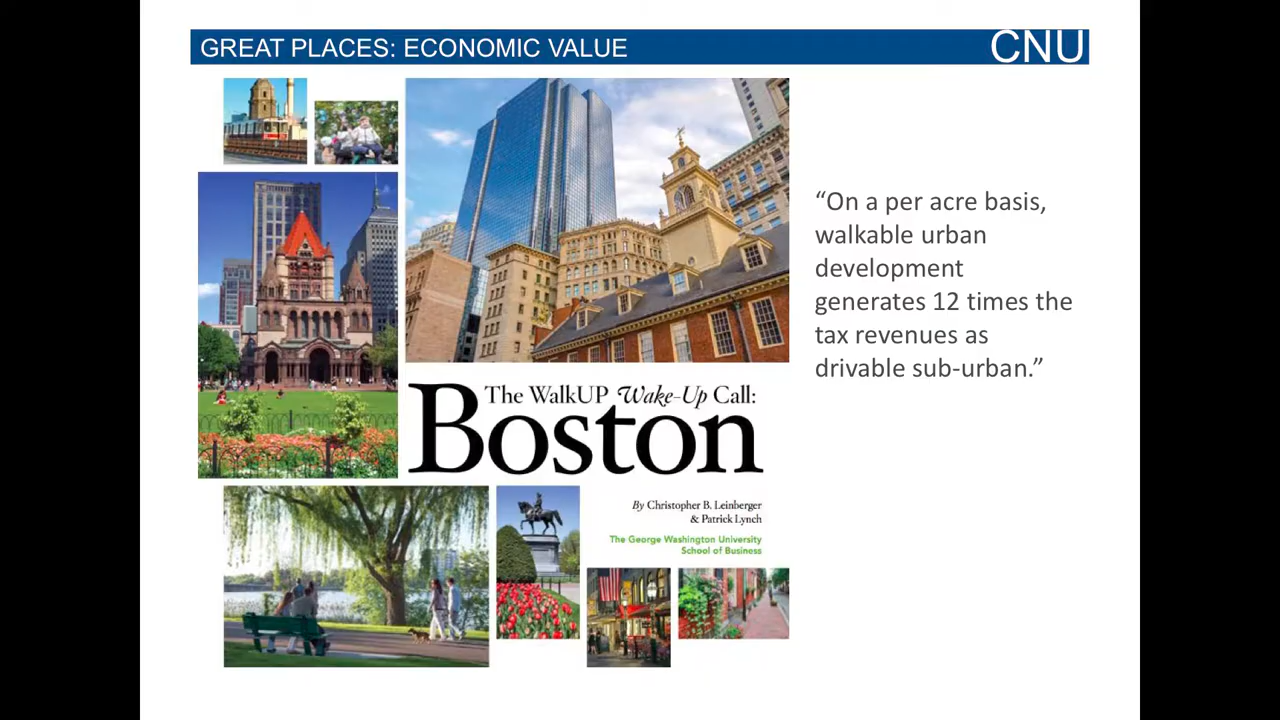 GREAT PLACES: ECONOMIC VALUE
CNU
“On a per acre basis,
walkable urban
development
generates 12 times the
tax revenues as
drivable sub-urban.”
The WalkUP Wake-Up Call:
Boston
By Christopher B. Leinberger
& Patrick Lynch
The George Washington University
School of Business